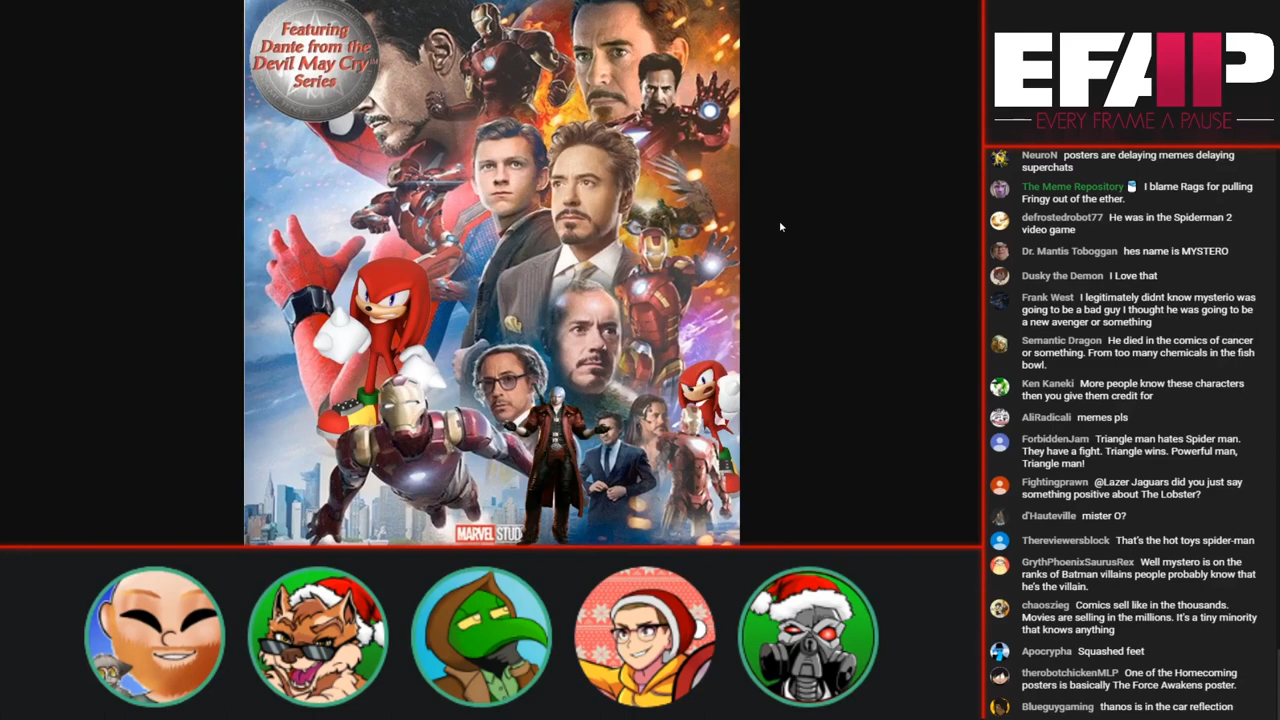 Featuring
Dante from the
Devil May Cry™
Series
MARVEL STUD
EFAP
EVERY FRAME A PAUSE
NeuroN posters are delaying memes delaying
superchats
The Meme Repository I blame Rags for pulling
Fringy out of the ether.
defrostedrobot77 He was in the Spiderman 2
video game
Dr. Mantis Toboggan hes name is MYSTERO
Dusky the Demon I Love that
Frank West I legitimately didnt know mysterio was
going to be a bad guy I thought he was going to be
a new avenger or something
Semantic Dragon He died in the comics of cancer
or something. From too many chemicals in the fish
bowl.
Ken Kaneki More people know these characters
then you give them credit for
AliRadicali memes pls
ForbiddenJam Triangle man hates Spider man.
They have a fight. Triangle wins. Powerful man,
Triangle man!
Fightingprawn @Lazer Jaguars did you just say
something positive about The Lobster?
d'Hauteville mister O?
Thereviewersblock That's the hot toys spider-man
GrythPhoenixSaurusRex Well mystero is on the
ranks of Batman villains people probably know that
he's the villain.
chaoszieg Comics sell like in the thousands.
Movies are selling in the millions. It's a tiny minority
that knows anything
Apocrypha Squashed feet
therobotchickenMLP One of the Homecoming
posters is basically The Force Awakens poster.
Blueguygaming thanos is in the car reflection